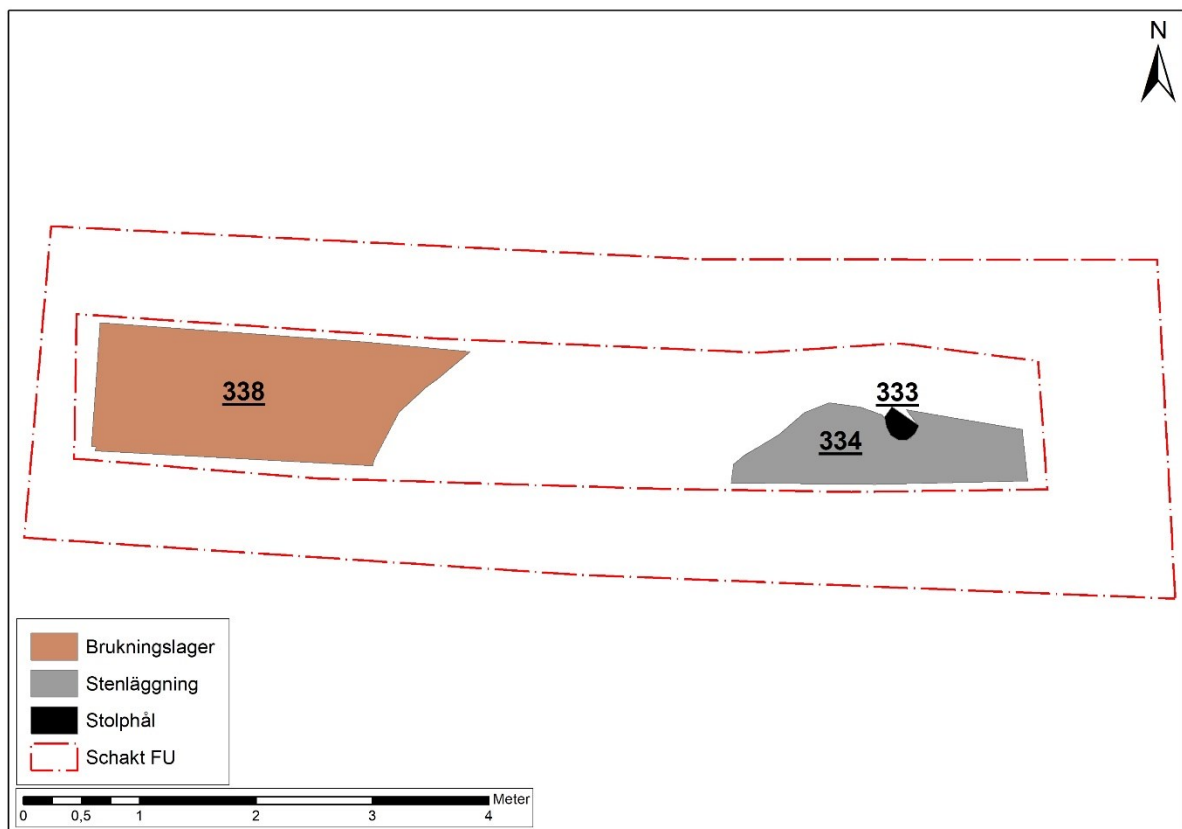 N
338
333
334
Brukningslager
Stenläggning
Stolphål
Schakt FU
Meter
0 0,5 1 2 3 4